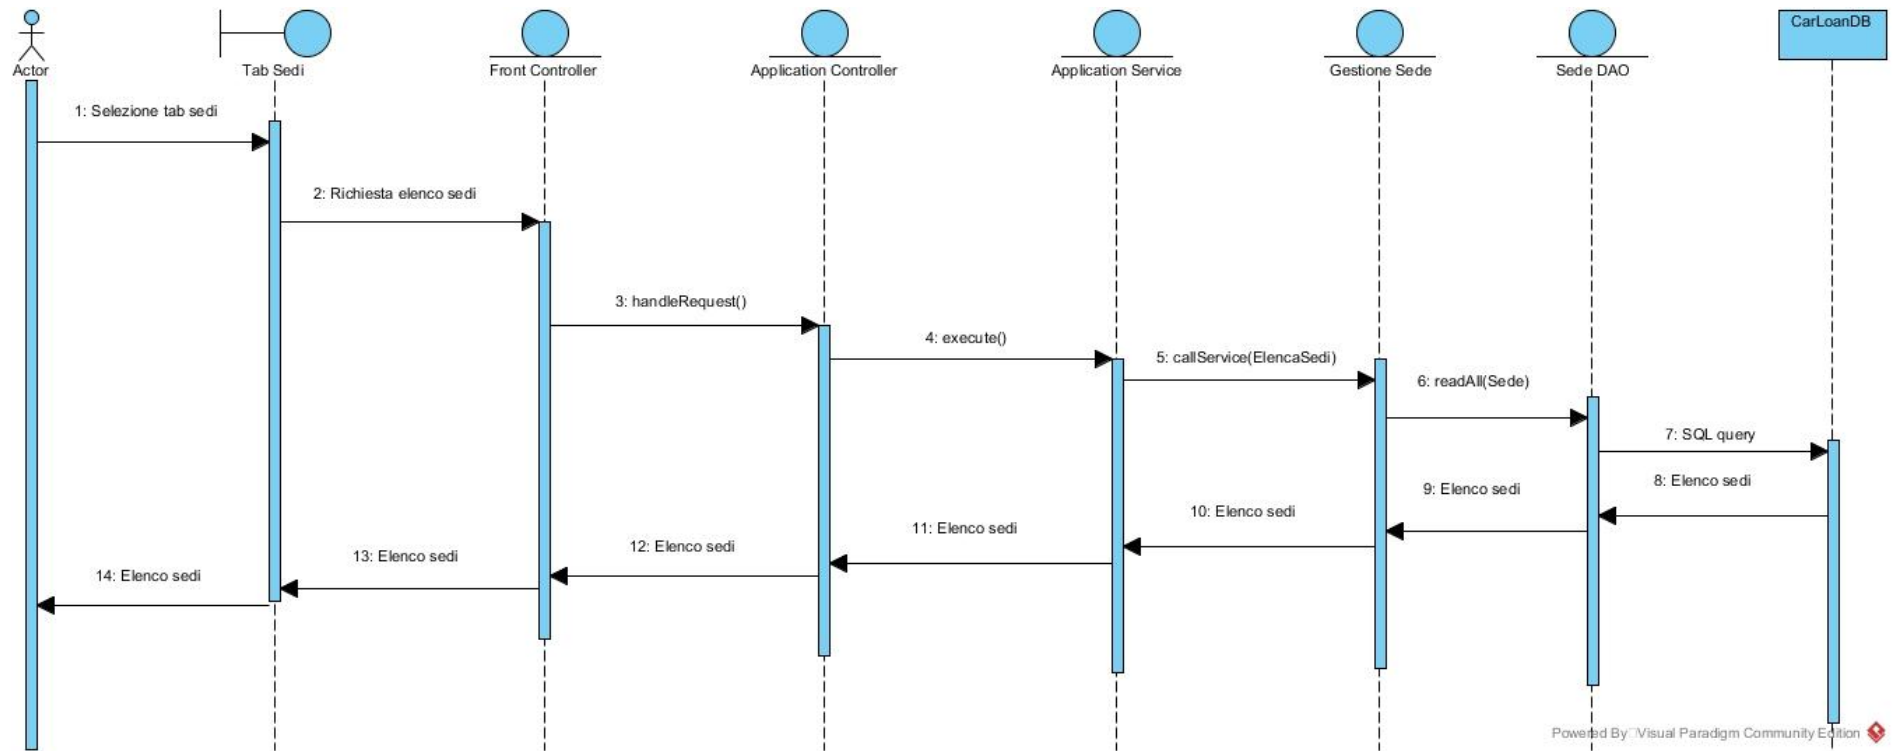 CarLoanDB
Actor
Tab Sedi
Front Controller
Application Controller
Application Service
Gestione Sede
Sede DAO
1: Selezione tab sedi
2: Richiesta elenco sedi
3: handleRequest()
4: execute()
5: callService(ElencaSedi)
6: readAll(Sede)
7: SQL query
8: Elenco sedi
9: Elenco sedi
10: Elenco sedi
11: Elenco sedi
12: Elenco sedi
13: Elenco sedi
14: Elenco sedi
Powered By Visual Paradigm Community Edition